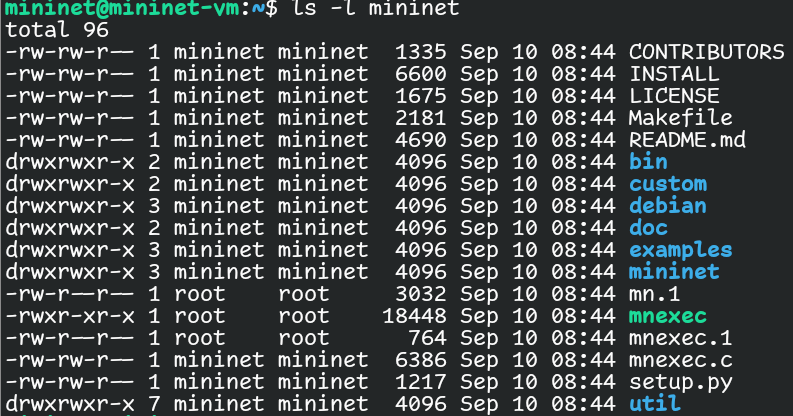 mininet@mininet-vm:~$ ls -l mininet
total 96
-rw-rw-r-- 1 mininet mininet  1335 Sep 10 08:44 CONTRIBUTORS
-rw-rw-r-- 1 mininet mininet  6600 Sep 10 08:44 INSTALL
-rw-rw-r-- 1 mininet mininet  1675 Sep 10 08:44 LICENSE
-rw-rw-r-- 1 mininet mininet  2181 Sep 10 08:44 Makefile
-rw-rw-r-- 1 mininet mininet  4690 Sep 10 08:44 README.md
drwxrwxr-x 2 mininet mininet  4096 Sep 10 08:44 bin
drwxrwxr-x 2 mininet mininet  4096 Sep 10 08:44 custom
drwxrwxr-x 3 mininet mininet  4096 Sep 10 08:44 debian
drwxrwxr-x 2 mininet mininet  4096 Sep 10 08:44 doc
drwxrwxr-x 3 mininet mininet  4096 Sep 10 08:44 examples
drwxrwxr-x 3 mininet mininet  4096 Sep 10 08:44 mininet
-rw-r--r-- 1 root    root     3032 Sep 10 08:44 mn.1
-rwxr-xr-x 1 root    root    18448 Sep 10 08:44 mnexec
-rw-r--r-- 1 root    root      764 Sep 10 08:44 mnexec.1
-rw-rw-r-- 1 mininet mininet  6386 Sep 10 08:44 mnexec.c
-rw-rw-r-- 1 mininet mininet  1217 Sep 10 08:44 setup.py
drwxrwxr-x 7 mininet mininet  4096 Sep 10 08:44 util